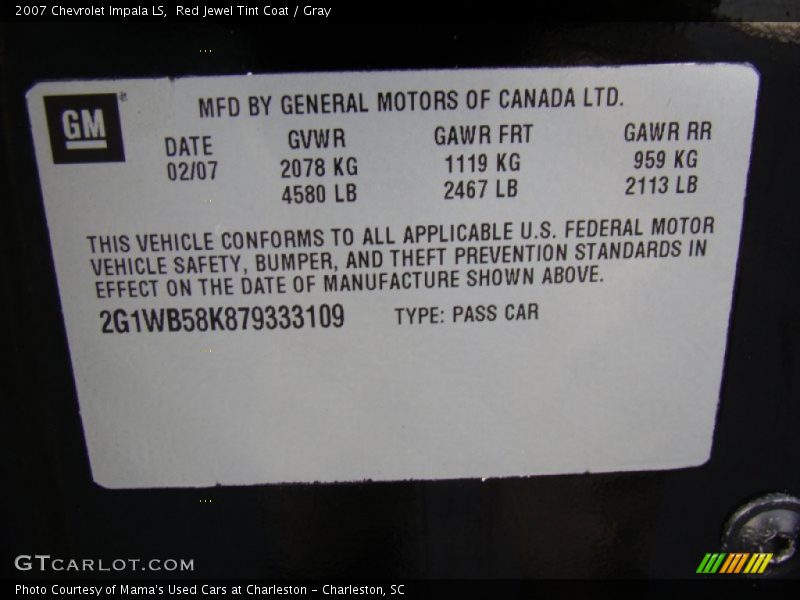 2007 Chevrolet Impala LS, Red Jewel Tint Coat / Gray
GM
MFD BY GENERAL MOTORS OF CANADA LTD.
DATE GVWR GAWR FRT GAWR RR
02/07 2078 KG 1119 KG 959 KG
4580 LB 2467 LB 2113 LB
THIS VEHICLE CONFORMS TO ALL APPLICABLE U.S. FEDERAL MOTOR
VEHICLE SAFETY, BUMPER, AND THEFT PREVENTION STANDARDS IN
EFFECT ON THE DATE OF MANUFACTURE SHOWN ABOVE.
2G1WB58K879333109 TYPE: PASS CAR
GTCARLOT.COM
Photo Courtesy of Mama's Used Cars at Charleston - Charleston, SC